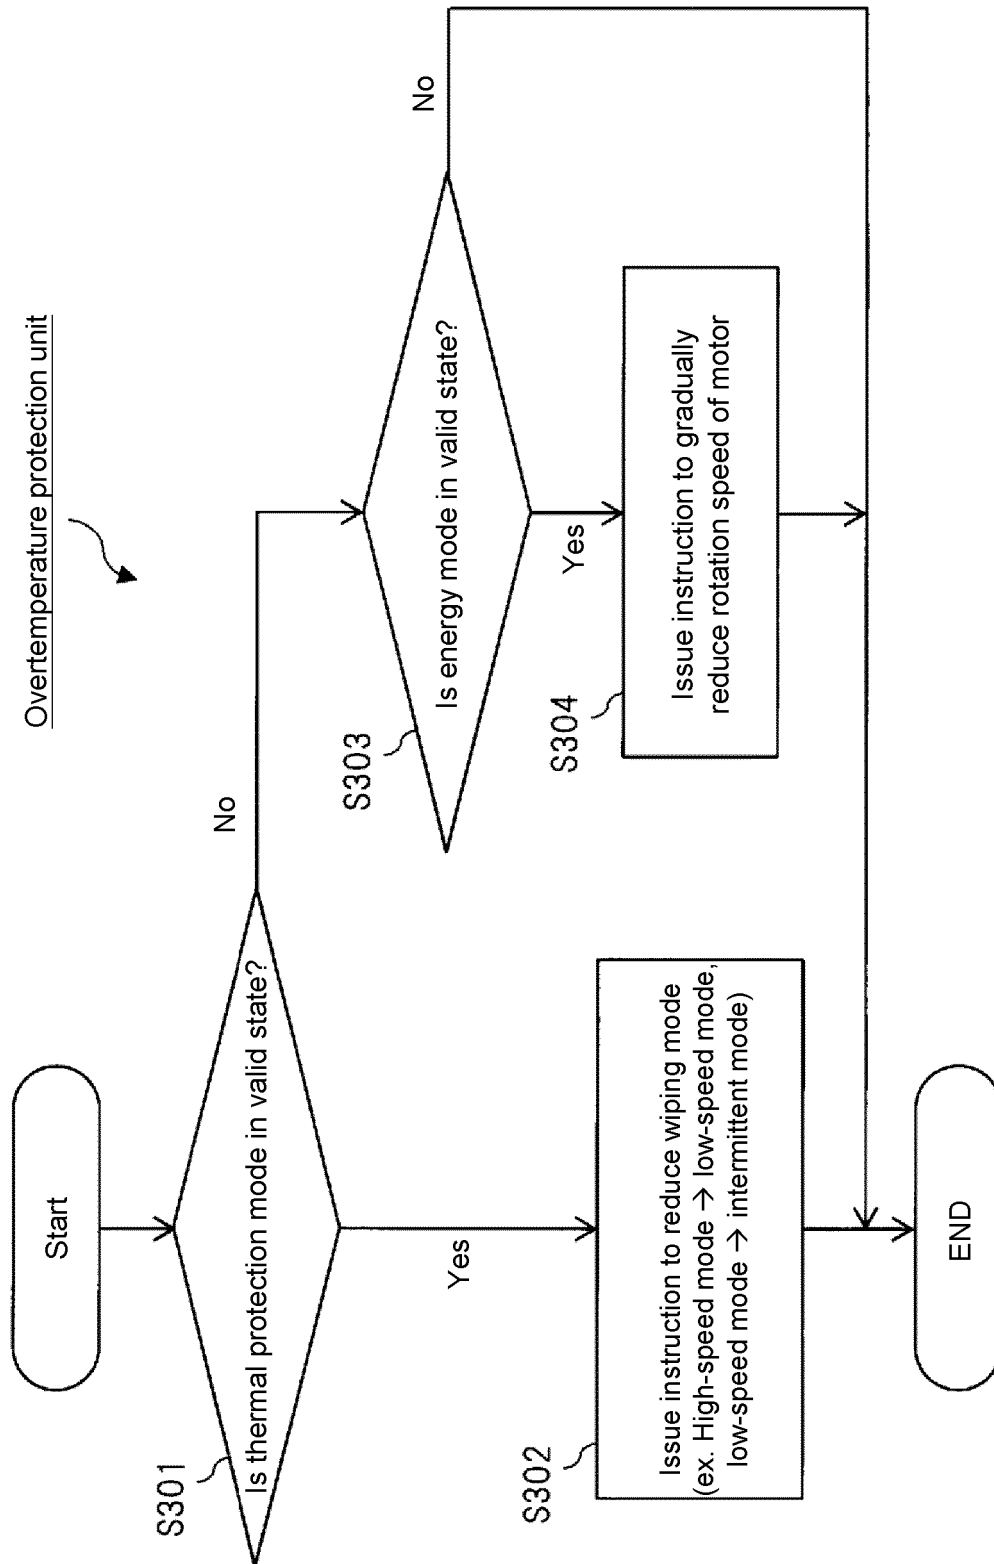 Overtemperature protection unit
Start
S301
Is thermal protection mode in valid state?
No
Yes
S302
Issue instruction to reduce wiping mode
(ex. High-speed mode → low-speed mode,
low-speed mode → intermittent mode)
S303
Is energy mode in valid state?
No
Yes
S304
Issue instruction to gradually
reduce rotation speed of motor
END